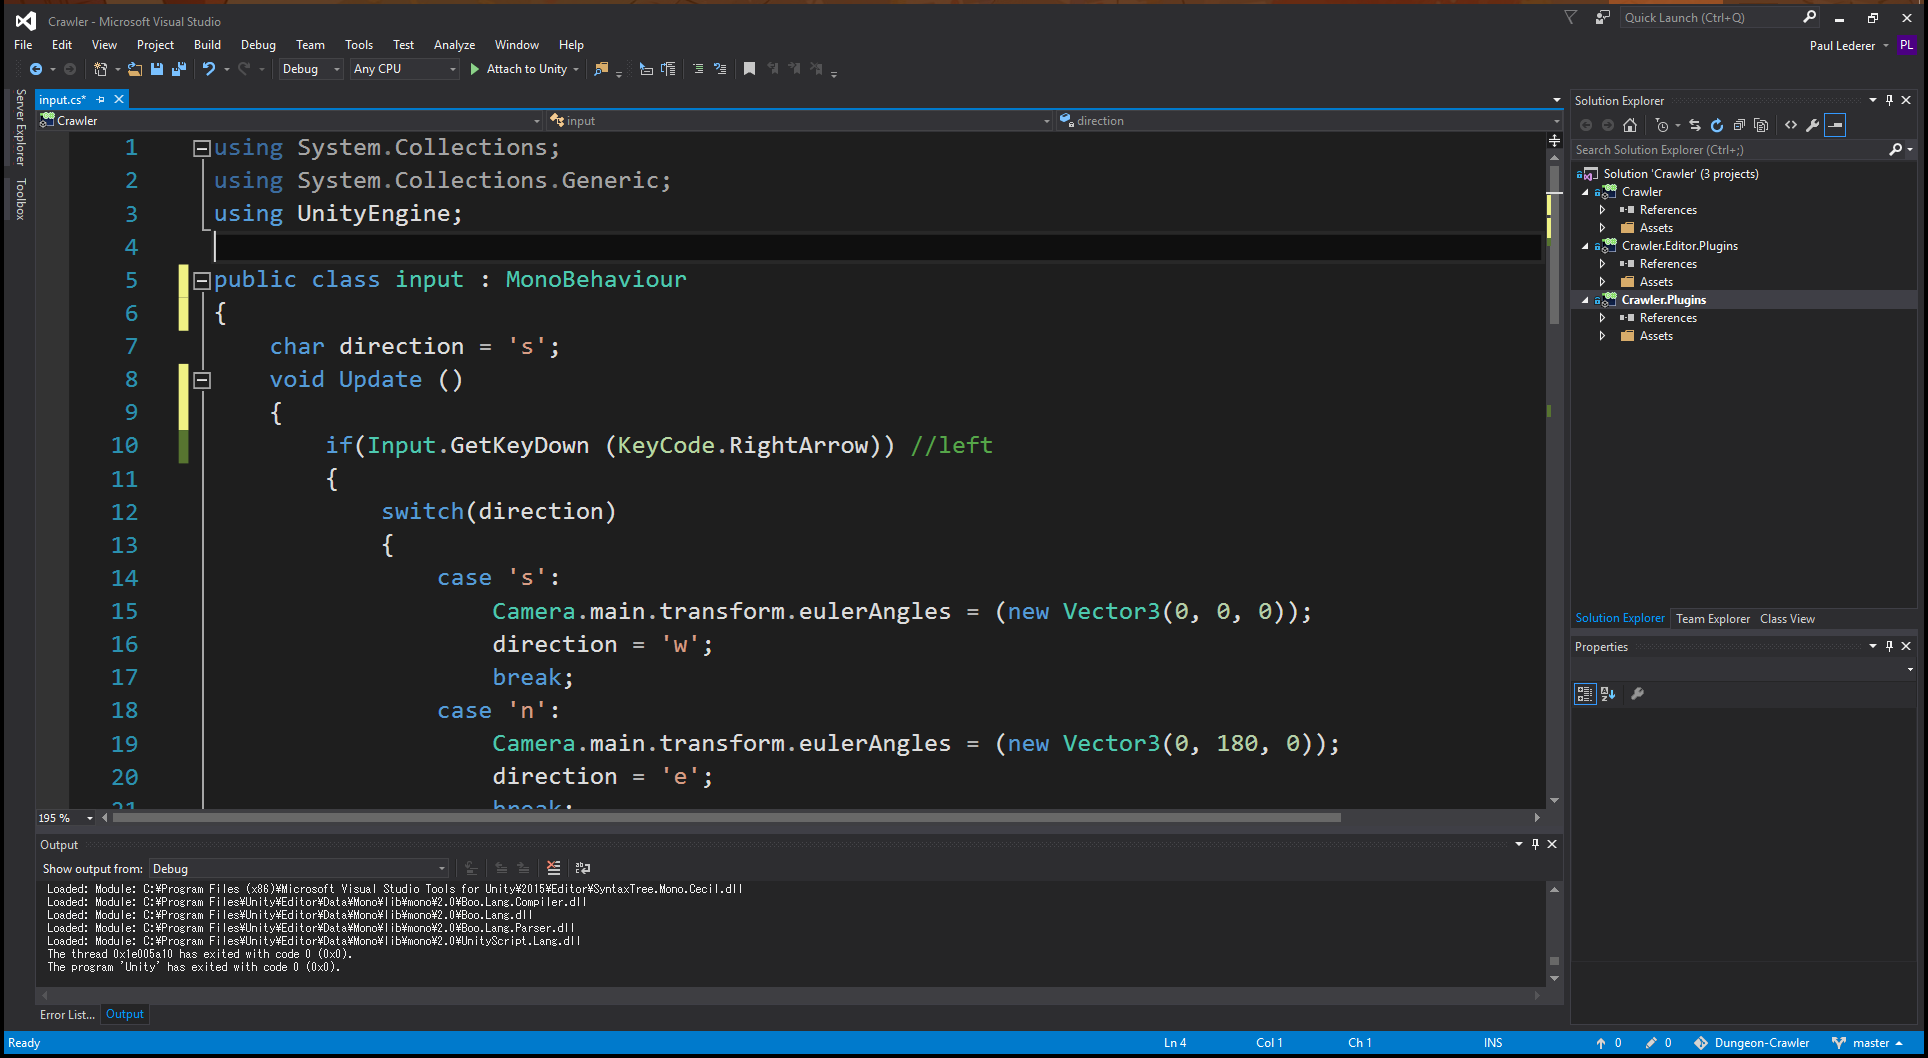 Crawler - Microsoft Visual Studio
Quick Launch (Ctrl+Q)
File Edit View Project Build Debug Team Tools Test Analyze Window Help
Paul Lederer PL
Debug Any CPU Attach to Unity
Server Explorer
Toolbox
input.cs*
Crawler input direction
1 using System.Collections;
2 using System.Collections.Generic;
3 using UnityEngine;
4
5 public class input : MonoBehaviour
6 {
7 char direction = 's';
8 void Update ()
9 {
10 if(Input.GetKeyDown (KeyCode.RightArrow)) //left
11 {
12 switch(direction)
13 {
14 case 's':
15 Camera.main.transform.eulerAngles = (new Vector3(0, 0, 0));
16 direction = 'w';
17 break;
18 case 'n':
19 Camera.main.transform.eulerAngles = (new Vector3(0, 180, 0));
20 direction = 'e';
21 break;
195 %
Output
Show output from: Debug
Loaded: Module: C:¥Program Files (x86)¥Microsoft Visual Studio Tools for Unity¥2015¥Editor¥SyntaxTree.Mono.Cecil.dll
Loaded: Module: C:¥Program Files¥Unity¥Editor¥Data¥Mono¥lib¥mono¥2.0¥Boo.Lang.Compiler.dll
Loaded: Module: C:¥Program Files¥Unity¥Editor¥Data¥Mono¥lib¥mono¥2.0¥Boo.Lang.dll
Loaded: Module: C:¥Program Files¥Unity¥Editor¥Data¥Mono¥lib¥mono¥2.0¥Boo.Lang.Parser.dll
Loaded: Module: C:¥Program Files¥Unity¥Editor¥Data¥Mono¥lib¥mono¥2.0¥UnityScript.Lang.dll
The thread 0x1e005a10 has exited with code 0 (0x0).
The program 'Unity' has exited with code 0 (0x0).
Error List... Output
Solution Explorer
Search Solution Explorer (Ctrl+;)
Solution 'Crawler' (3 projects)
Crawler
References
Assets
Crawler.Editor.Plugins
References
Assets
Crawler.Plugins
References
Assets
Solution Explorer Team Explorer Class View
Properties
Ready Ln 4 Col 1 Ch 1 INS 0 0 Dungeon-Crawler master